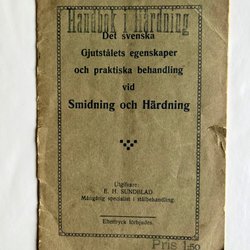 Handbok i Härdning
Det svenska
Gjutstålets egenskaper
och praktiska behandling
vid
Smidning och Härdning
Utgifvare:
E. H. SUNDBLAD
Mångårig specialist i stålbehandling.
Eftertryck förbjudes.
Pris 1:50